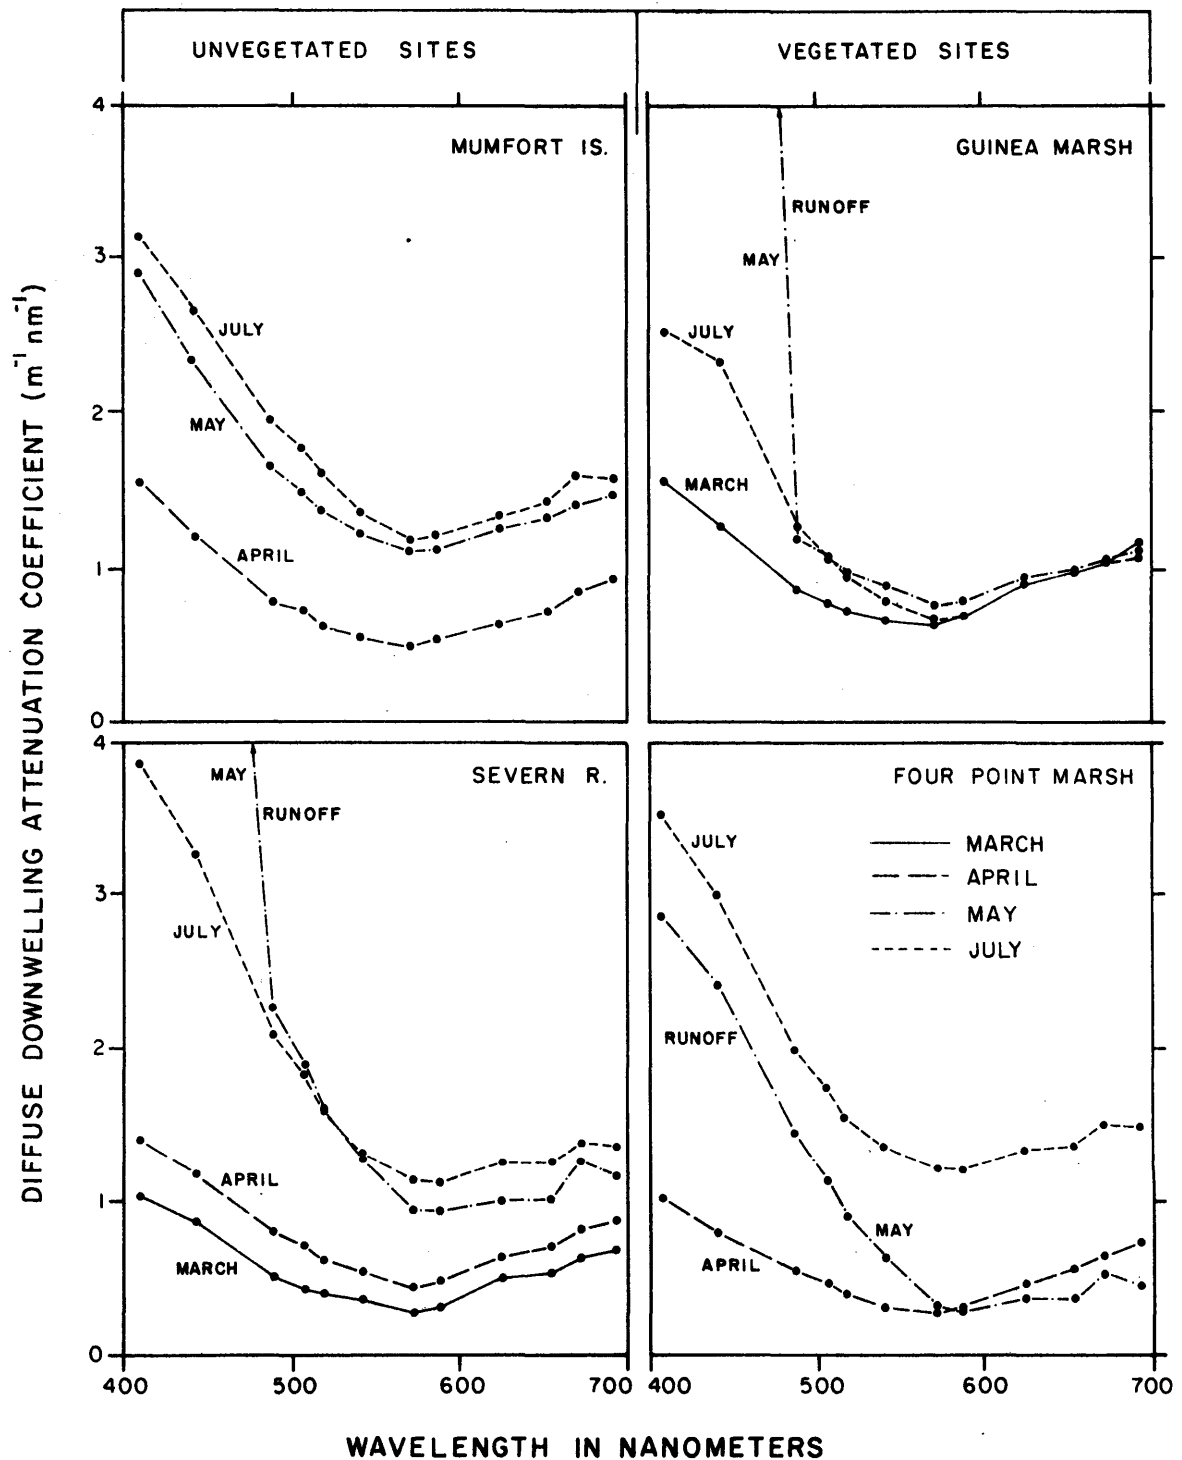 UNVEGETATED SITES
VEGETATED SITES
MUMFORT IS.
GUINEA MARSH
4
3
2
1
0
JULY
MAY
APRIL
RUNOFF
MAY
JULY
MARCH
SEVERN R.
FOUR POINT MARSH
4
3
2
1
0
MAY
RUNOFF
JULY
APRIL
MARCH
JULY
RUNOFF
MAY
APRIL
MARCH
APRIL
MAY
JULY
400 500 600 700
400 500 600 700
DIFFUSE DOWNWELLING ATTENUATION COEFFICIENT (m⁻¹ nm⁻¹)
WAVELENGTH IN NANOMETERS